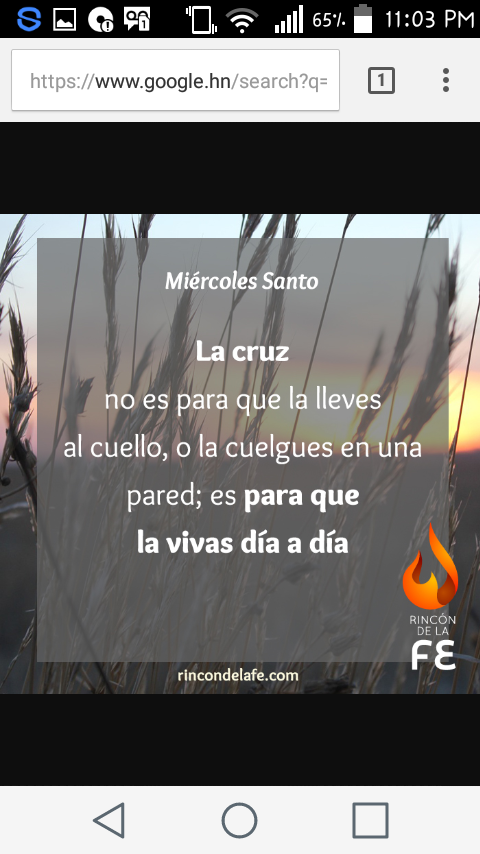 65% 11:03 PM
https://www.google.hn/search?q=
1
Miércoles Santo
La cruz
no es para que la lleves
al cuello, o la cuelgues en una
pared; es para que
la vivas día a día
RINCÓN
DE LA
FE
rincondelafe.com